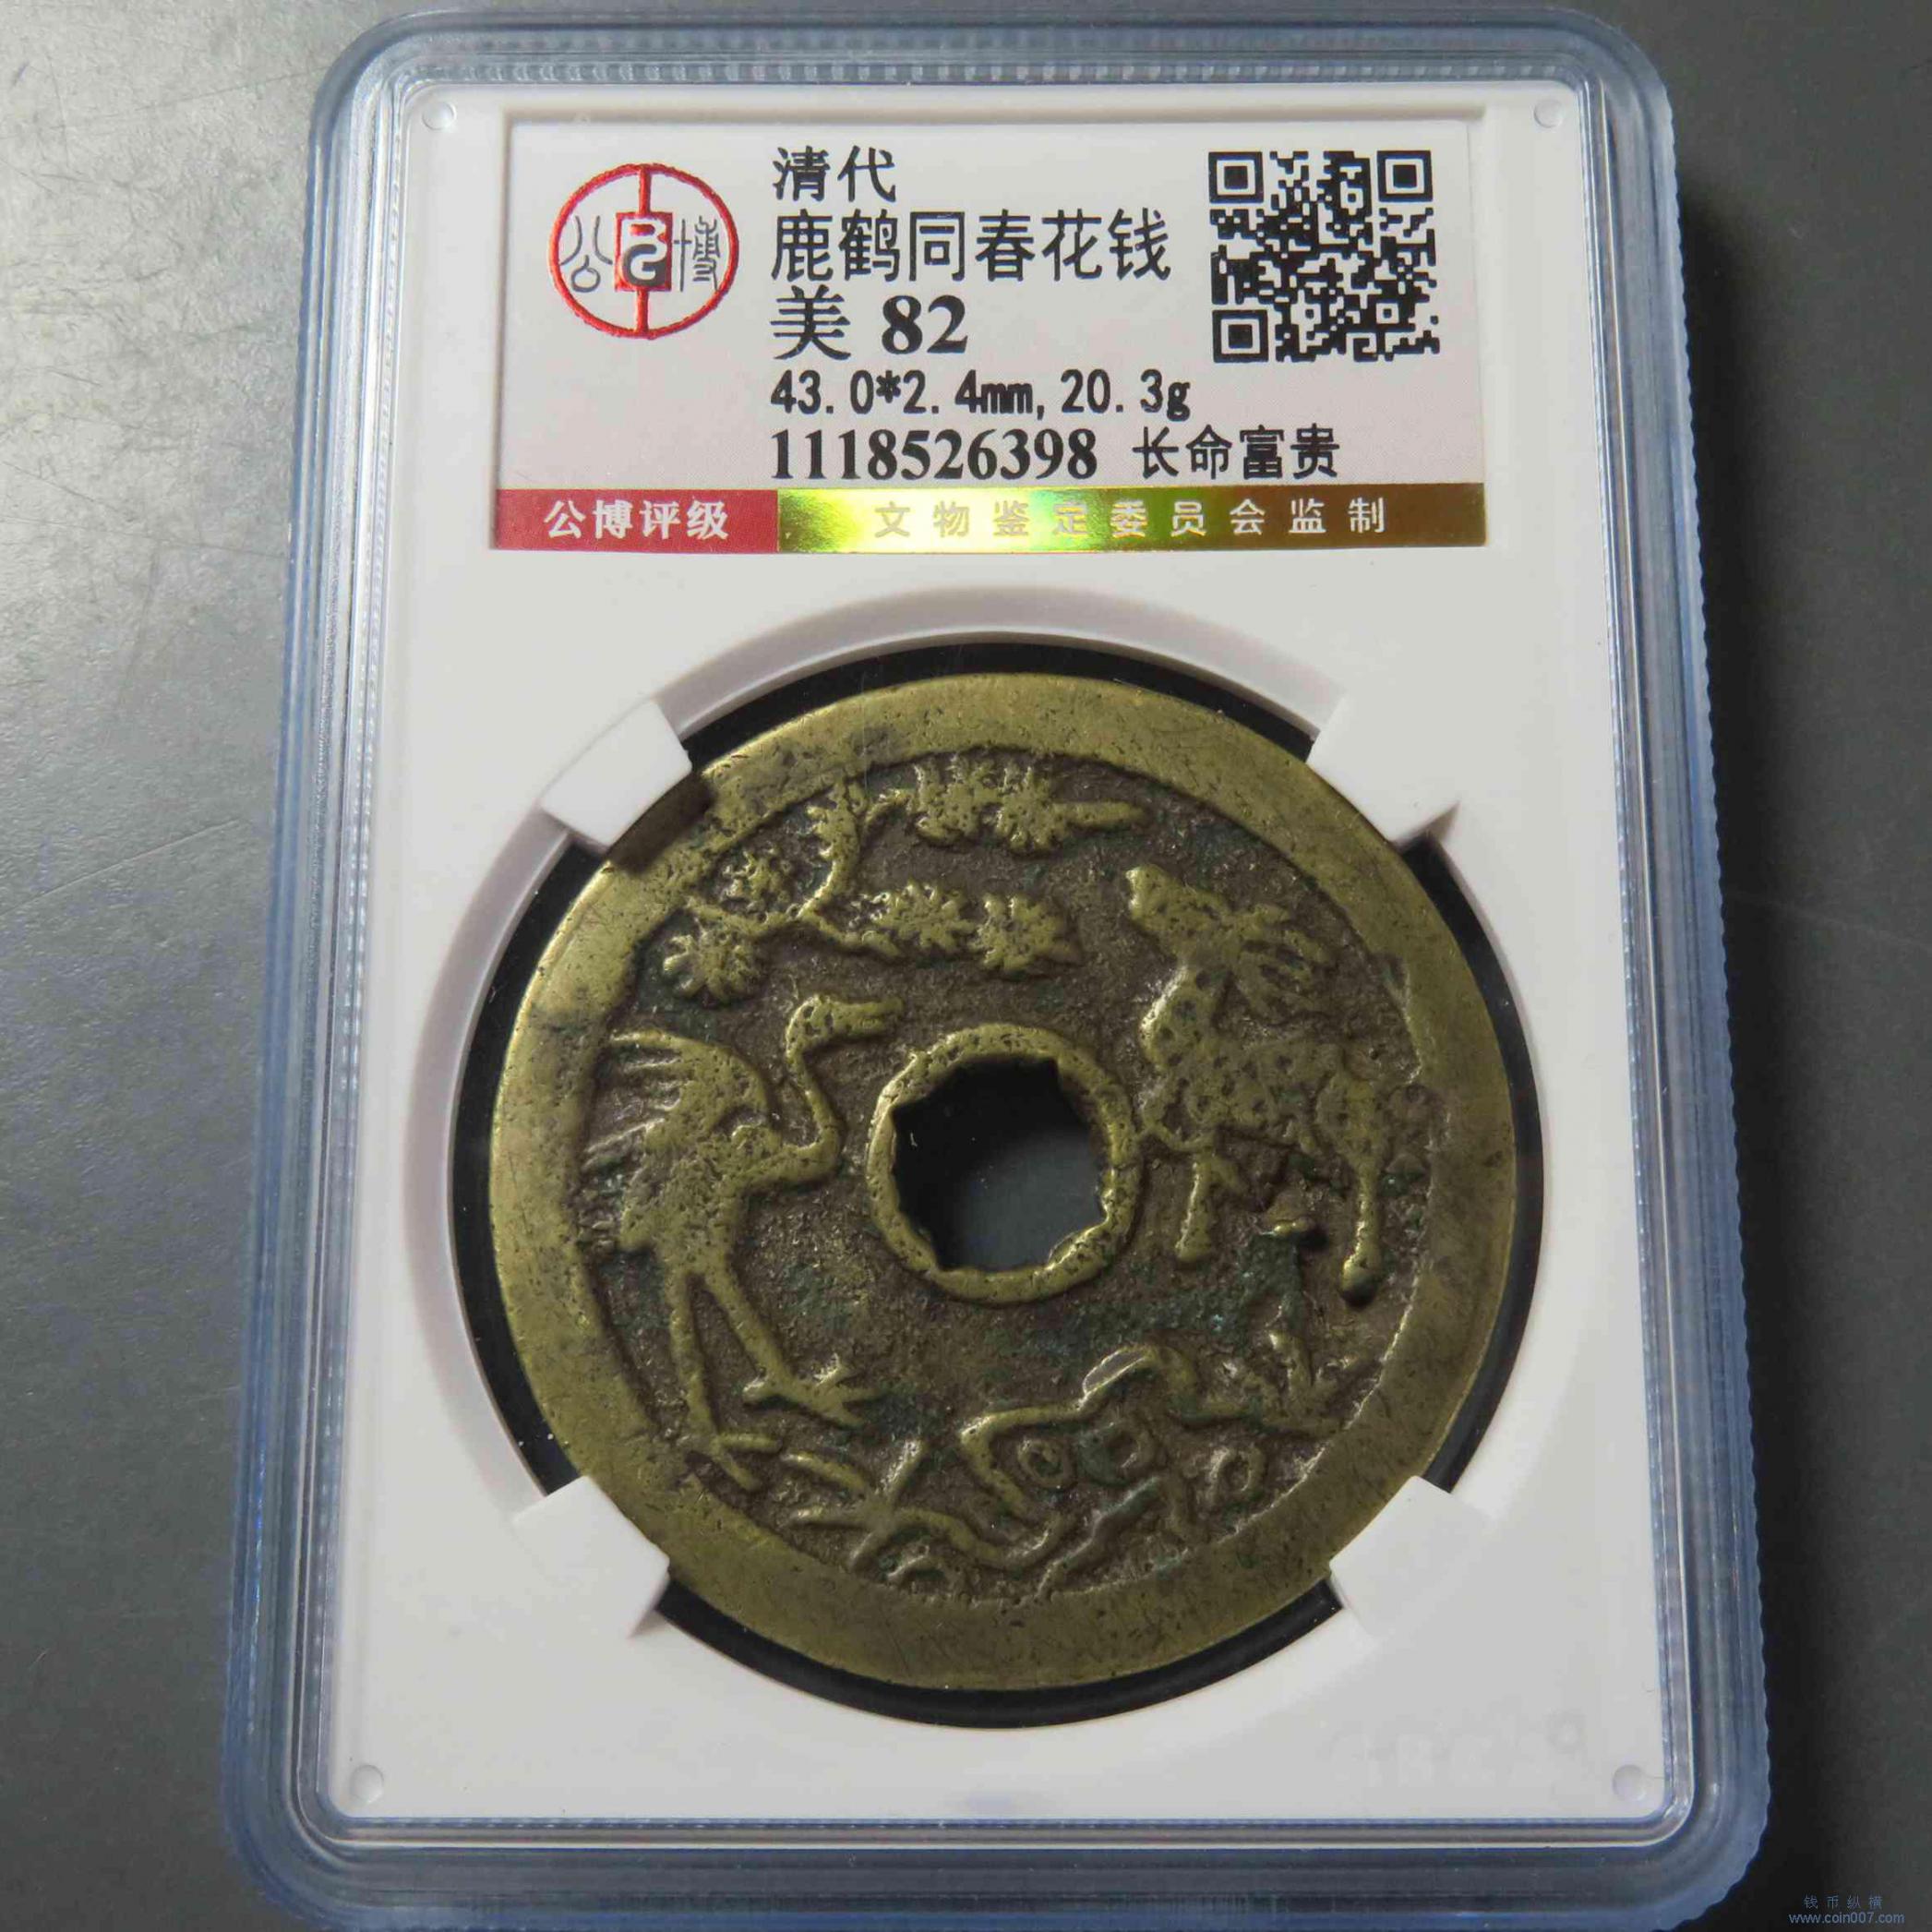 清代
公博
鹿鹤同春花钱
美 82
43.0*2.4mm,20.3g
1118526398 长命富贵
公博评级 文物鉴定委员会监制
钱币纵横
www.coin007.com